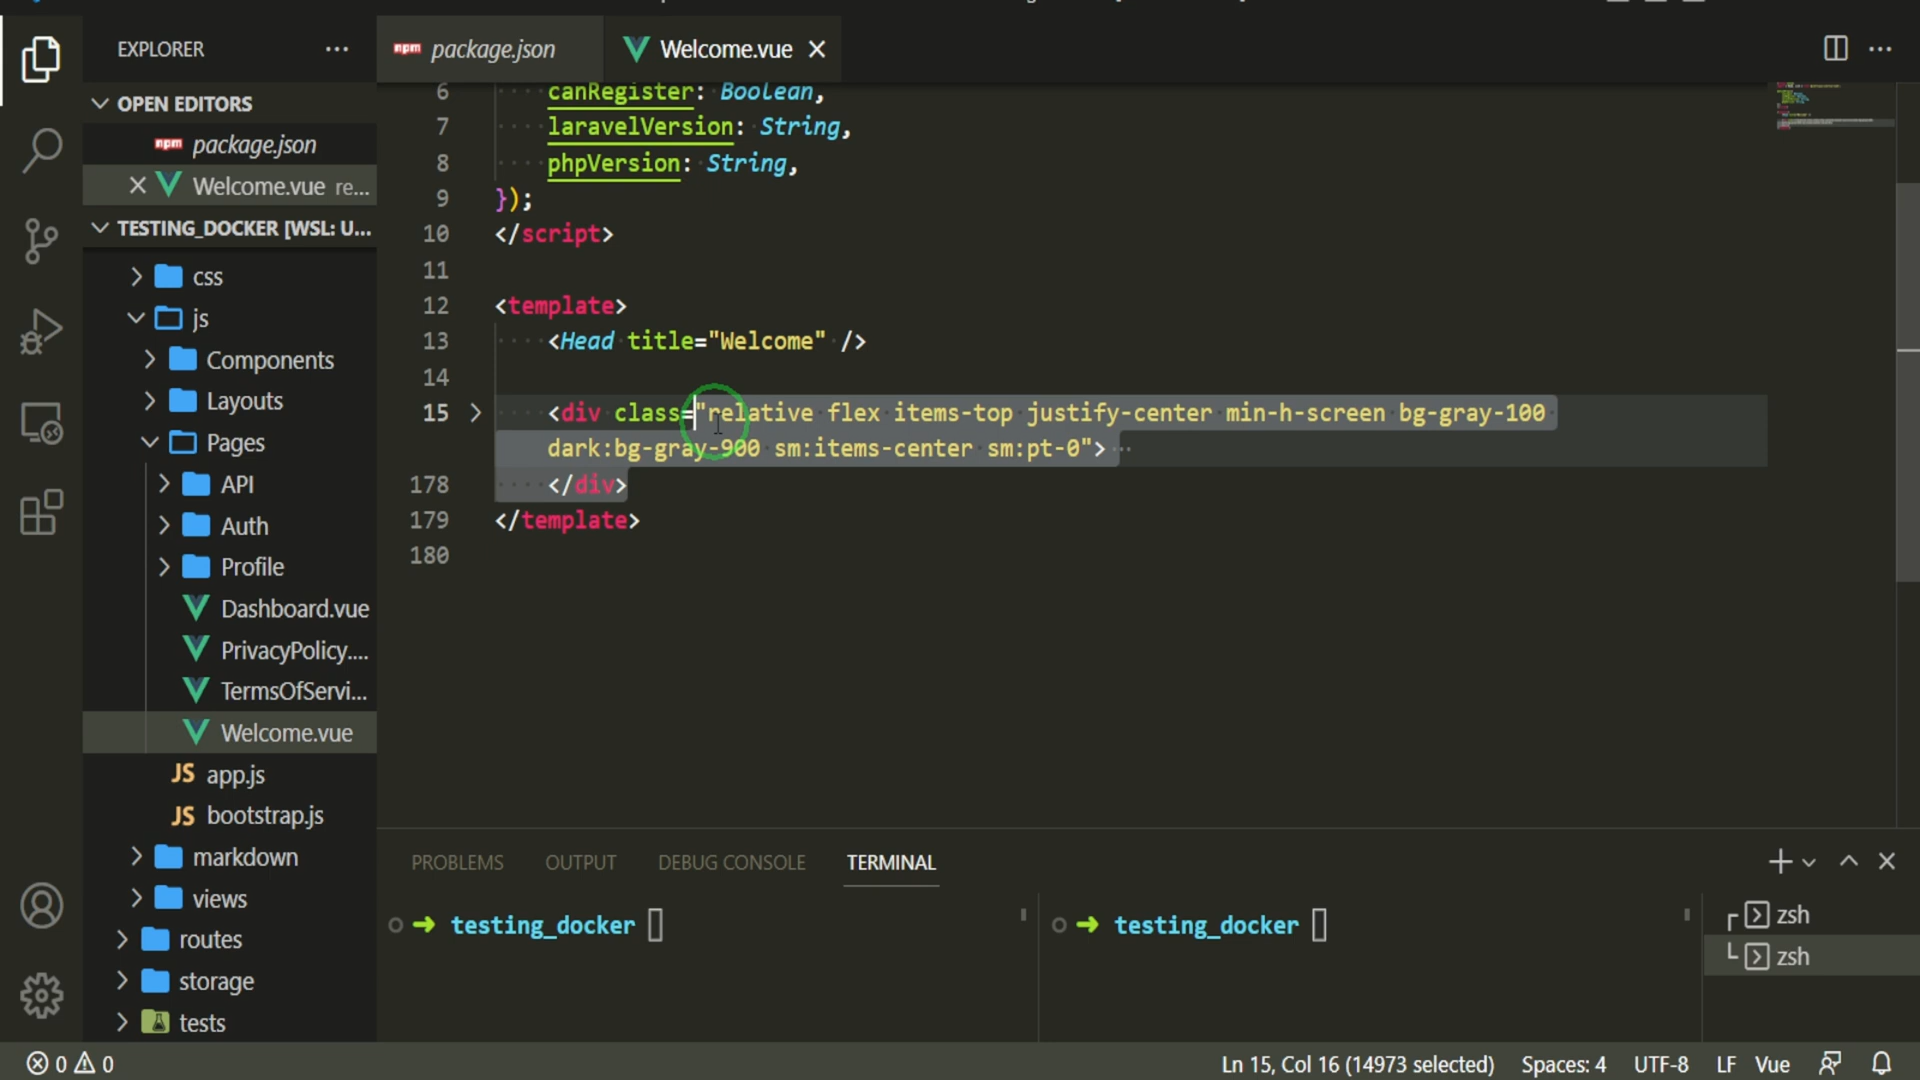 EXPLORER
OPEN EDITORS
npm package.json
Welcome.vue re...
TESTING_DOCKER [WSL: U...
css
js
Components
Layouts
Pages
API
Auth
Profile
Dashboard.vue
PrivacyPolicy....
TermsOfServi...
Welcome.vue
JS app.js
JS bootstrap.js
markdown
views
routes
storage
tests
npm package.json
Welcome.vue
6 canRegister: Boolean,
7 laravelVersion: String,
8 phpVersion: String,
9 });
10 </script>
11
12 <template>
13 <Head title="Welcome" />
14
15 <div class="relative flex items-top justify-center min-h-screen bg-gray-100
dark:bg-gray-900 sm:items-center sm:pt-0">
178 </div>
179 </template>
180
PROBLEMS OUTPUT DEBUG CONSOLE TERMINAL
testing_docker
testing_docker
zsh
zsh
0 0
Ln 15, Col 16 (14973 selected) Spaces: 4 UTF-8 LF Vue